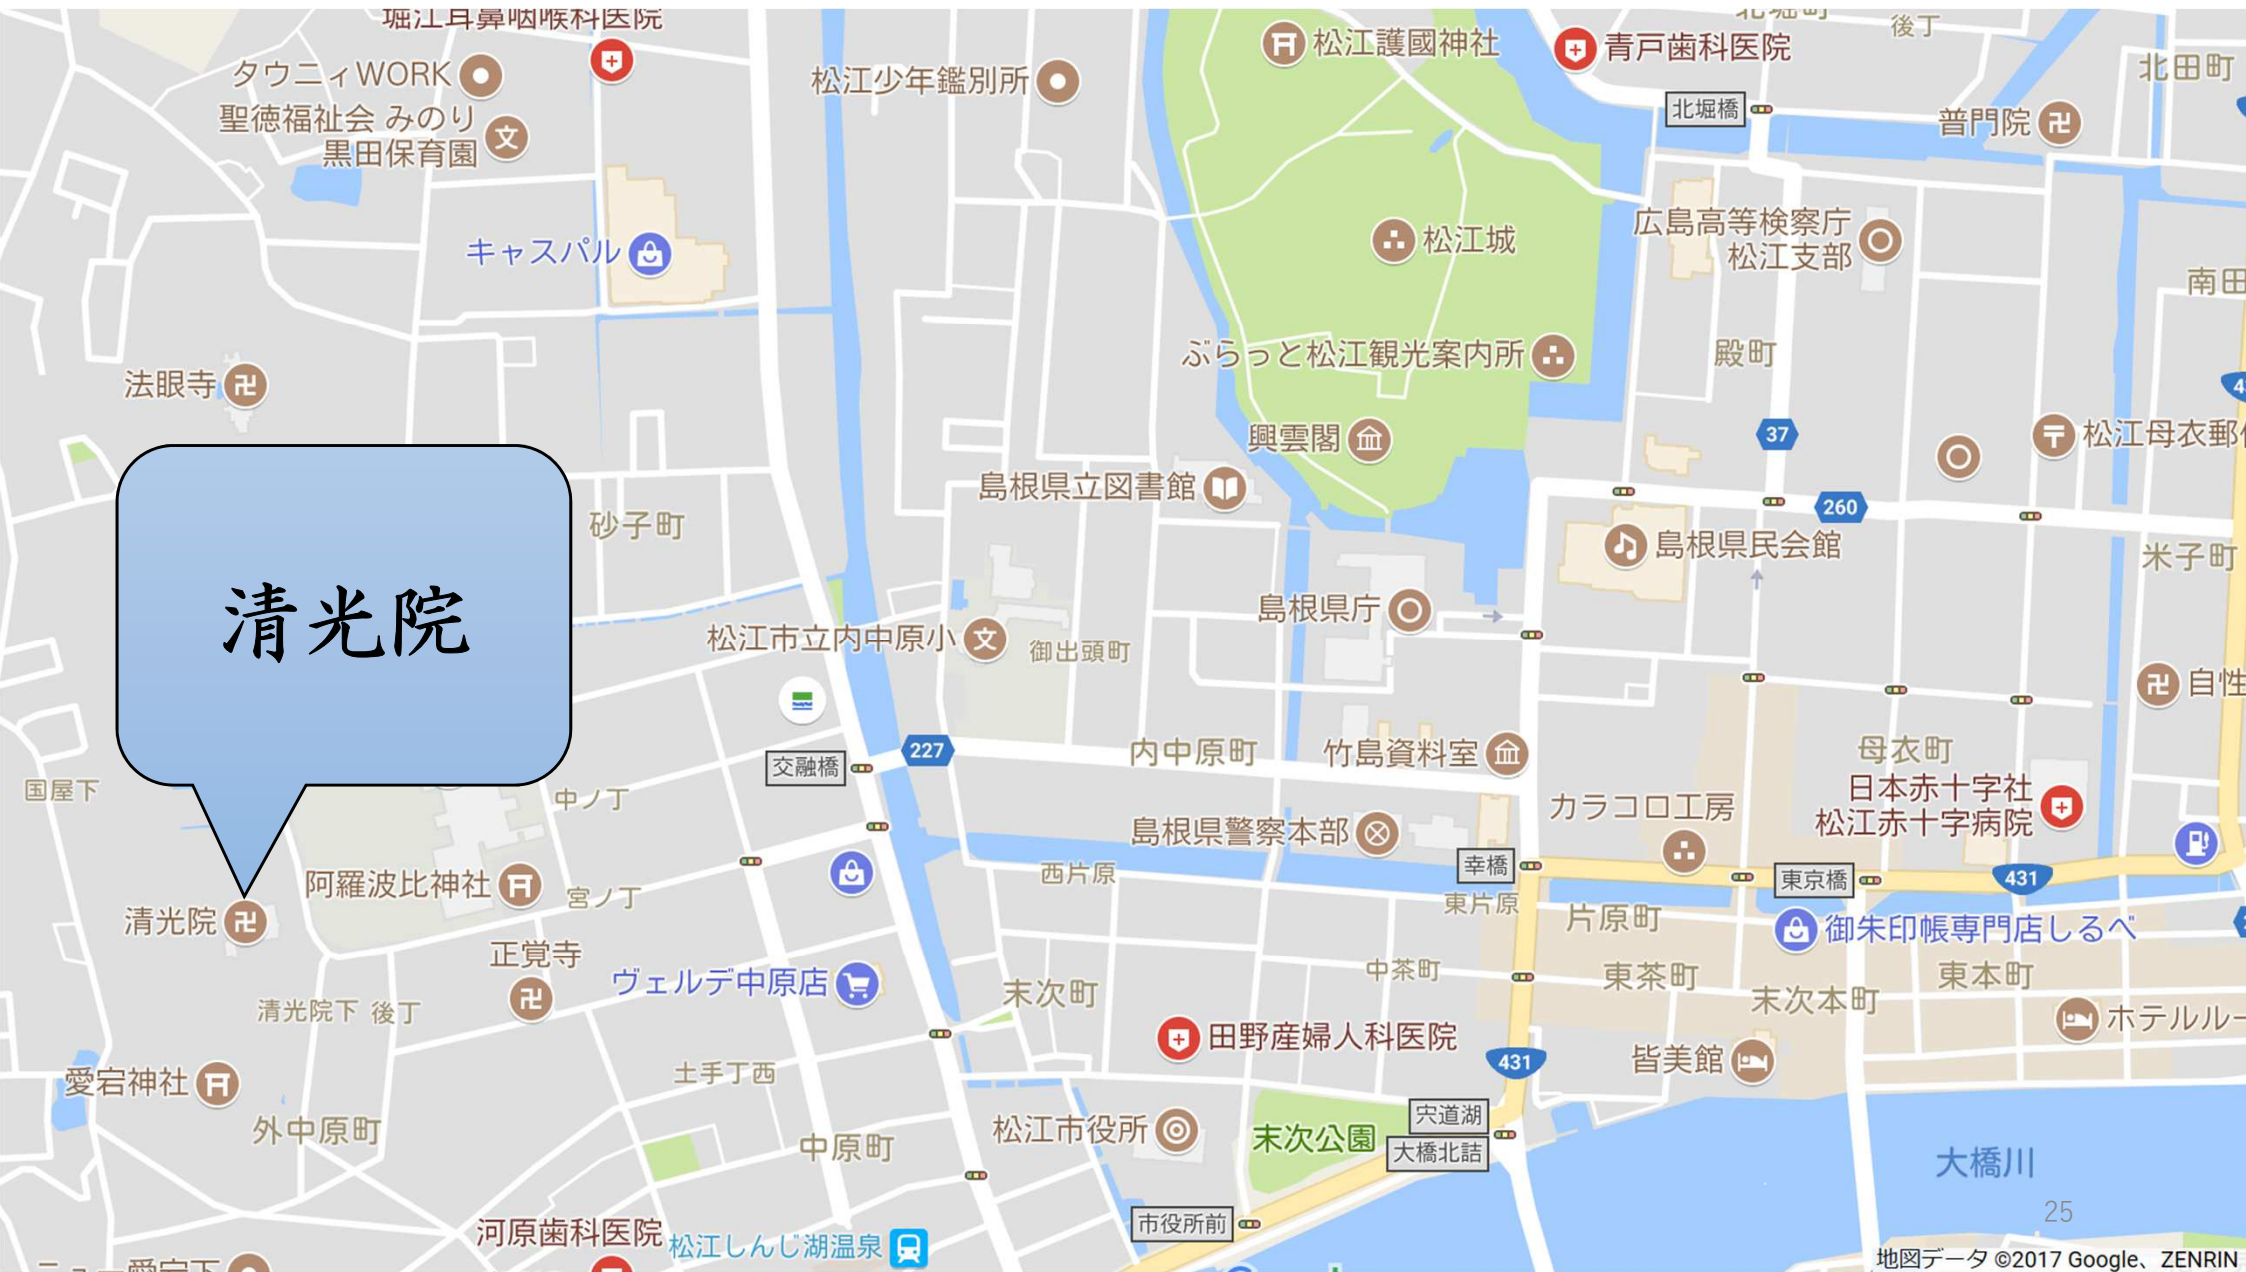 堀江耳鼻咽喉科医院
タウニィWORK
聖徳福祉会 みのり
黒田保育園
松江少年鑑別所
松江護國神社
青戸歯科医院
後丁
北田町
北堀橋
普門院
キャスパル
松江城
広島高等検察庁
松江支部
南田
ぶらっと松江観光案内所
殿町
法眼寺
興雲閣
37
松江母衣郵
島根県立図書館
260
砂子町
島根県民会館
米子町
清光院
島根県庁
松江市立内中原小
御出頭町
自性
FamilyMart
227
内中原町
竹島資料室
母衣町
交融橋
国屋下
中ノ丁
日本赤十字社
松江赤十字病院
カラコロ工房
島根県警察本部
幸橋
西片原
阿羅波比神社
宮ノ丁
東京橋
431
東片原
片原町
清光院
御朱印帳専門店しるべ
正覚寺
ヴェルデ中原店
末次町
中茶町
東茶町
末次本町
東本町
清光院下
後丁
田野産婦人科医院
431
皆美館
ホテルルー
愛宕神社
土手丁西
外中原町
中原町
松江市役所
末次公園
宍道湖
大橋北詰
大橋川
市役所前
河原歯科医院
松江しんじ湖温泉
25
地図データ ©2017 Google、ZENRIN